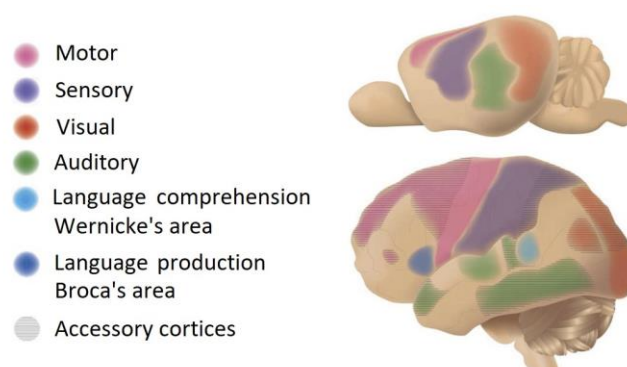 Motor
Sensory
Visual
Auditory
Language comprehension
Wernicke's area
Language production
Broca's area
Accessory cortices